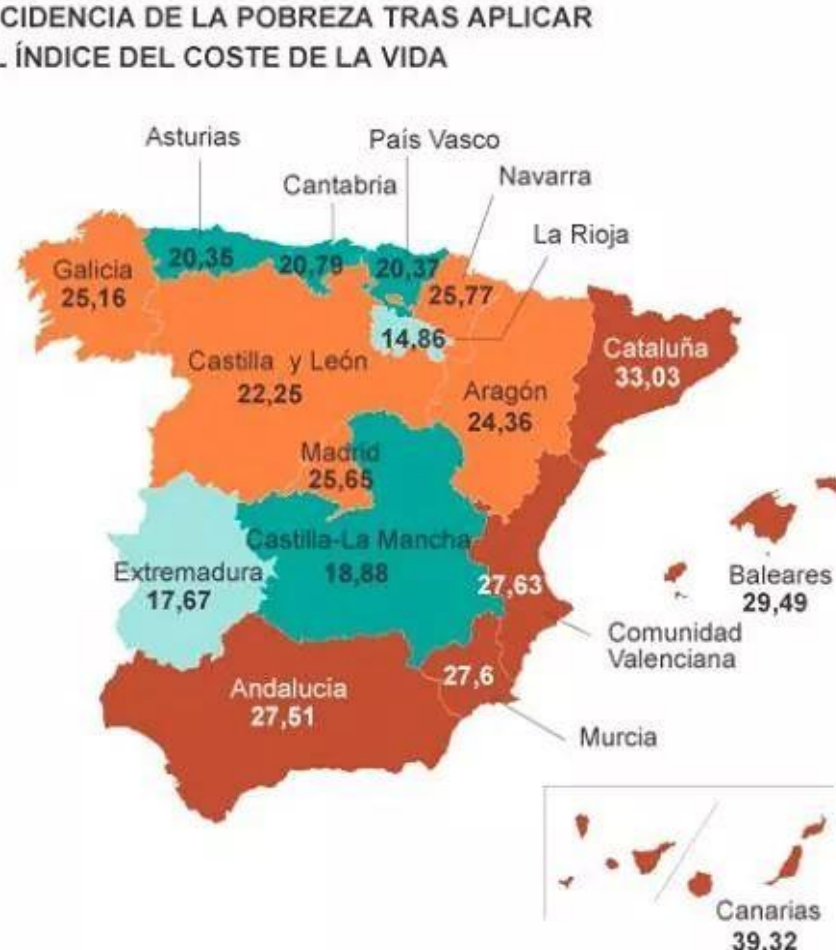 CIDENCIA DE LA POBREZA TRAS APLICAR
L ÍNDICE DEL COSTE DE LA VIDA
Asturias
País Vasco
Cantabria
Navarra
La Rioja
Galicia
25,16
20,35
20,79
20,37
25,77
14,86
Castilla y León
22,25
Aragón
24,36
Cataluña
33,03
Madrid
25,65
Castilla-La Mancha
18,88
Extremadura
17,67
27,63
Baleares
29,49
Comunidad
Valenciana
Andalucía
27,51
27,6
Murcia
Canarias
39,32